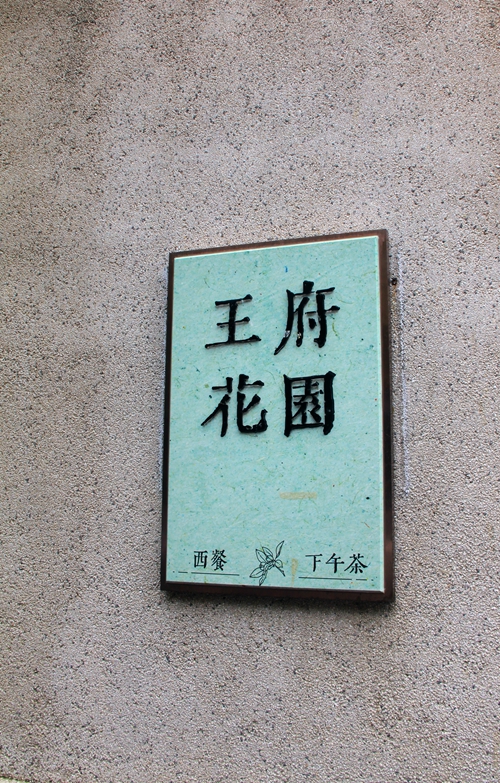 王府
花園
西餐 下午茶